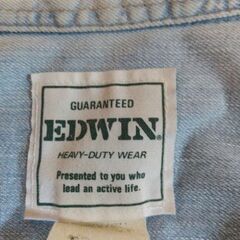 GUARANTEED
EDWIN®
HEAVY-DUTY WEAR
Presented to you who
lead an active life.